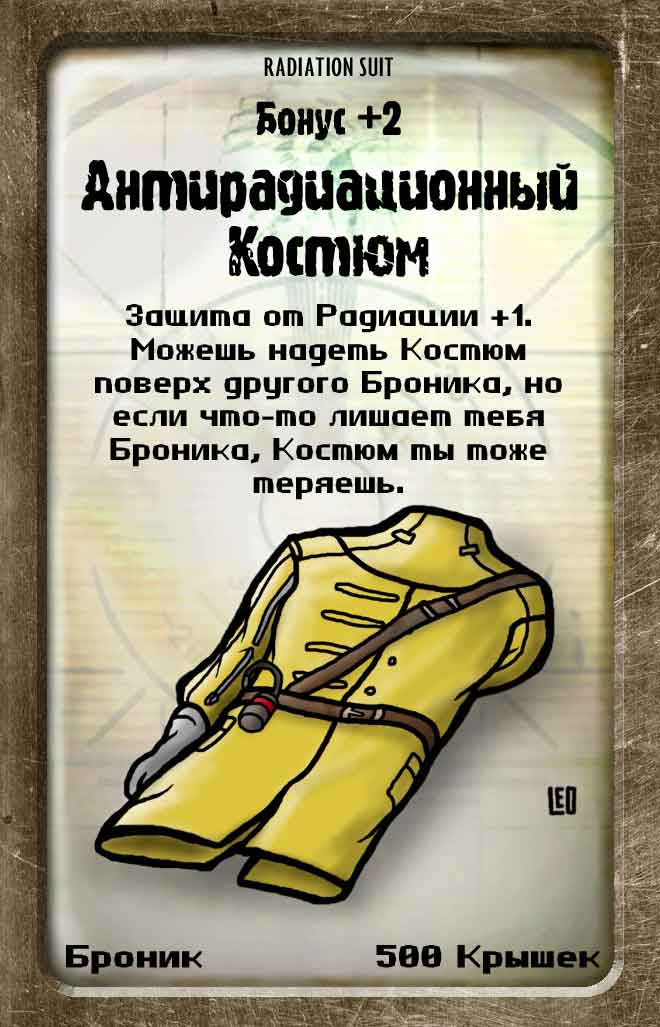 RADIATION SUIT
Бонус +2
Антирадиационный
Костюм
Защита от Радиации +1.
Можешь надеть Костюм
поверх другого Броника, но
если что-то лишает тебя
Броника, Костюм ты тоже
теряешь.
LEO
Броник 500 Крышек